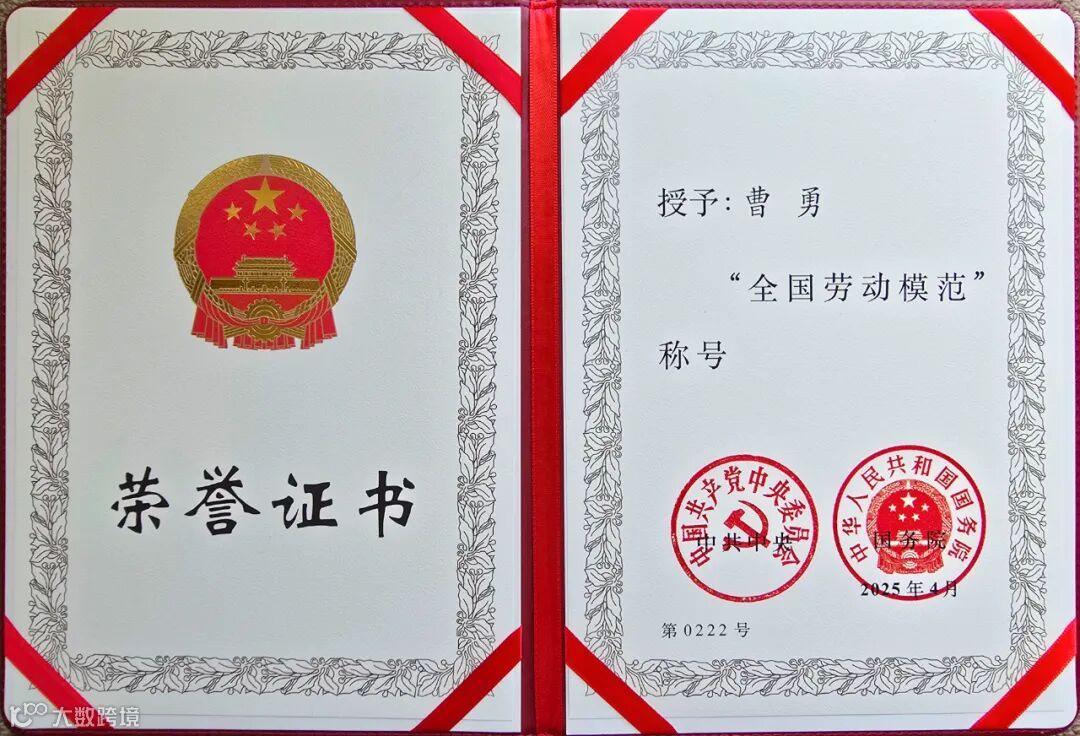 荣誉证书
授予：曹 勇
“全国劳动模范”
称号
中国共产党中央委员会
中共中央
中华人民共和国国务院
国务院
2025年4月
第0222号
大数跨境